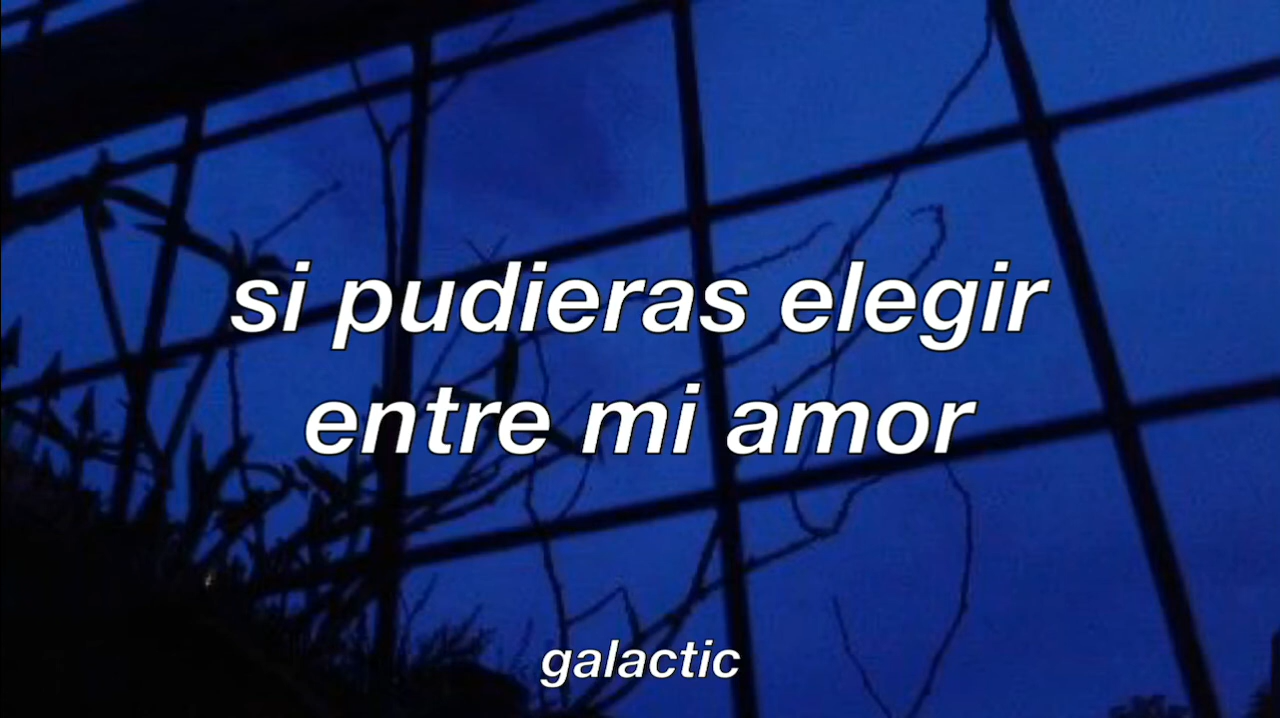 si pudieras elegir
entre mi amor
galactic